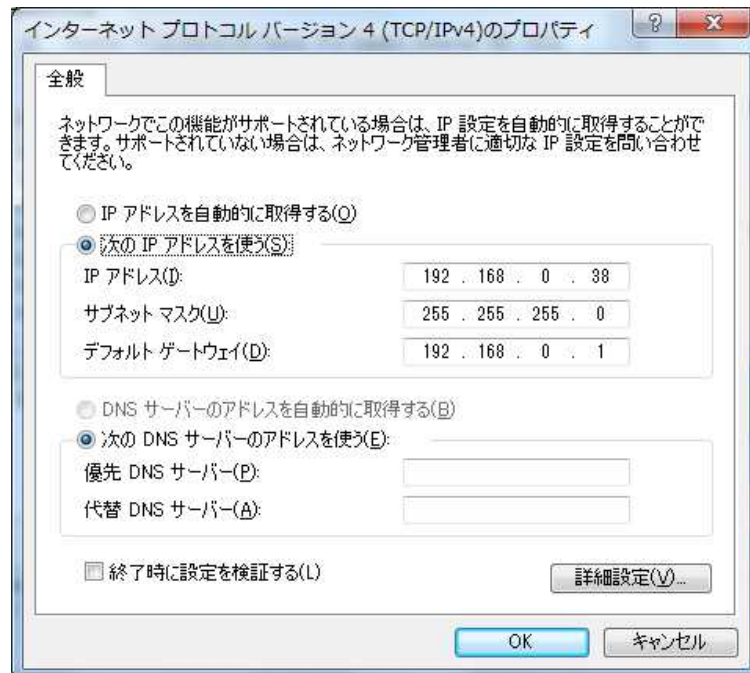 インターネット プロトコル バージョン 4 (TCP/IPv4)のプロパティ
全般
ネットワークでこの機能がサポートされている場合は、IP 設定を自動的に取得することがで
きます。サポートされていない場合は、ネットワーク管理者に適切な IP 設定を問い合わせ
てください。
IP アドレスを自動的に取得する(O)
次の IP アドレスを使う(S):
IP アドレス(I): 192 . 168 . 0 . 38
サブネット マスク(U): 255 . 255 . 255 . 0
デフォルト ゲートウェイ(D): 192 . 168 . 0 . 1
DNS サーバーのアドレスを自動的に取得する(B)
次の DNS サーバーのアドレスを使う(E):
優先 DNS サーバー(P):
代替 DNS サーバー(A):
終了時に設定を検証する(L)
詳細設定(V)...
OK キャンセル